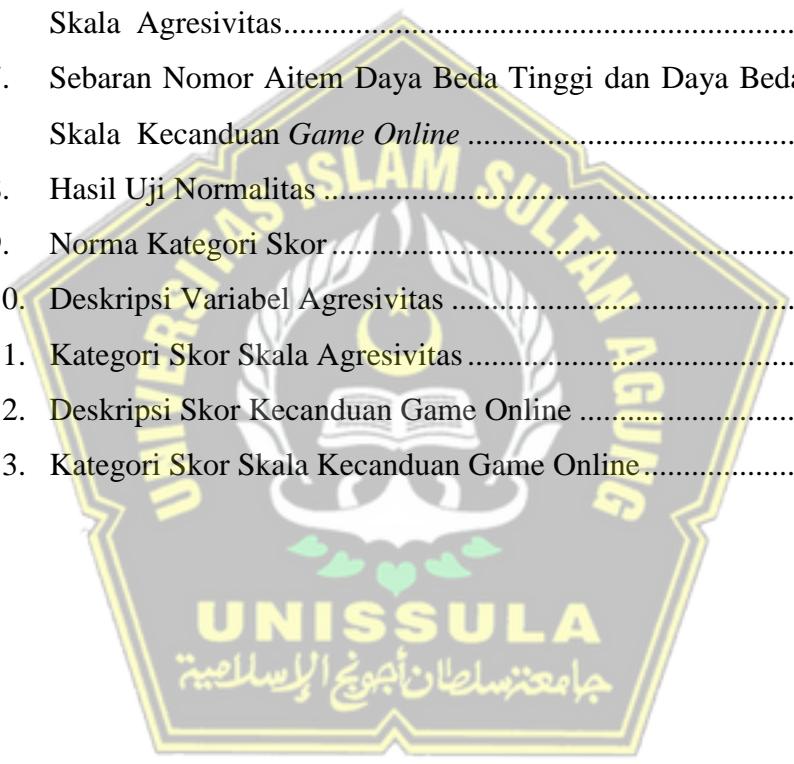 Skala Agresivitas......................................................................
7. Sebaran Nomor Aitem Daya Beda Tinggi dan Daya Beda
Skala Kecanduan Game Online ..............................................
Hasil Uji Normalitas ................................................................
9. Norma Kategori Skor ...............................................................
0. Deskripsi Variabel Agresivitas ................................................
1. Kategori Skor Skala Agresivitas ..............................................
2. Deskripsi Skor Kecanduan Game Online ................................
3. Kategori Skor Skala Kecanduan Game Online ........................
UNIVERSITAS ISLAM SULTAN AGUNG
UNISSULA
جامعة سلطان أجونج الإسلامية